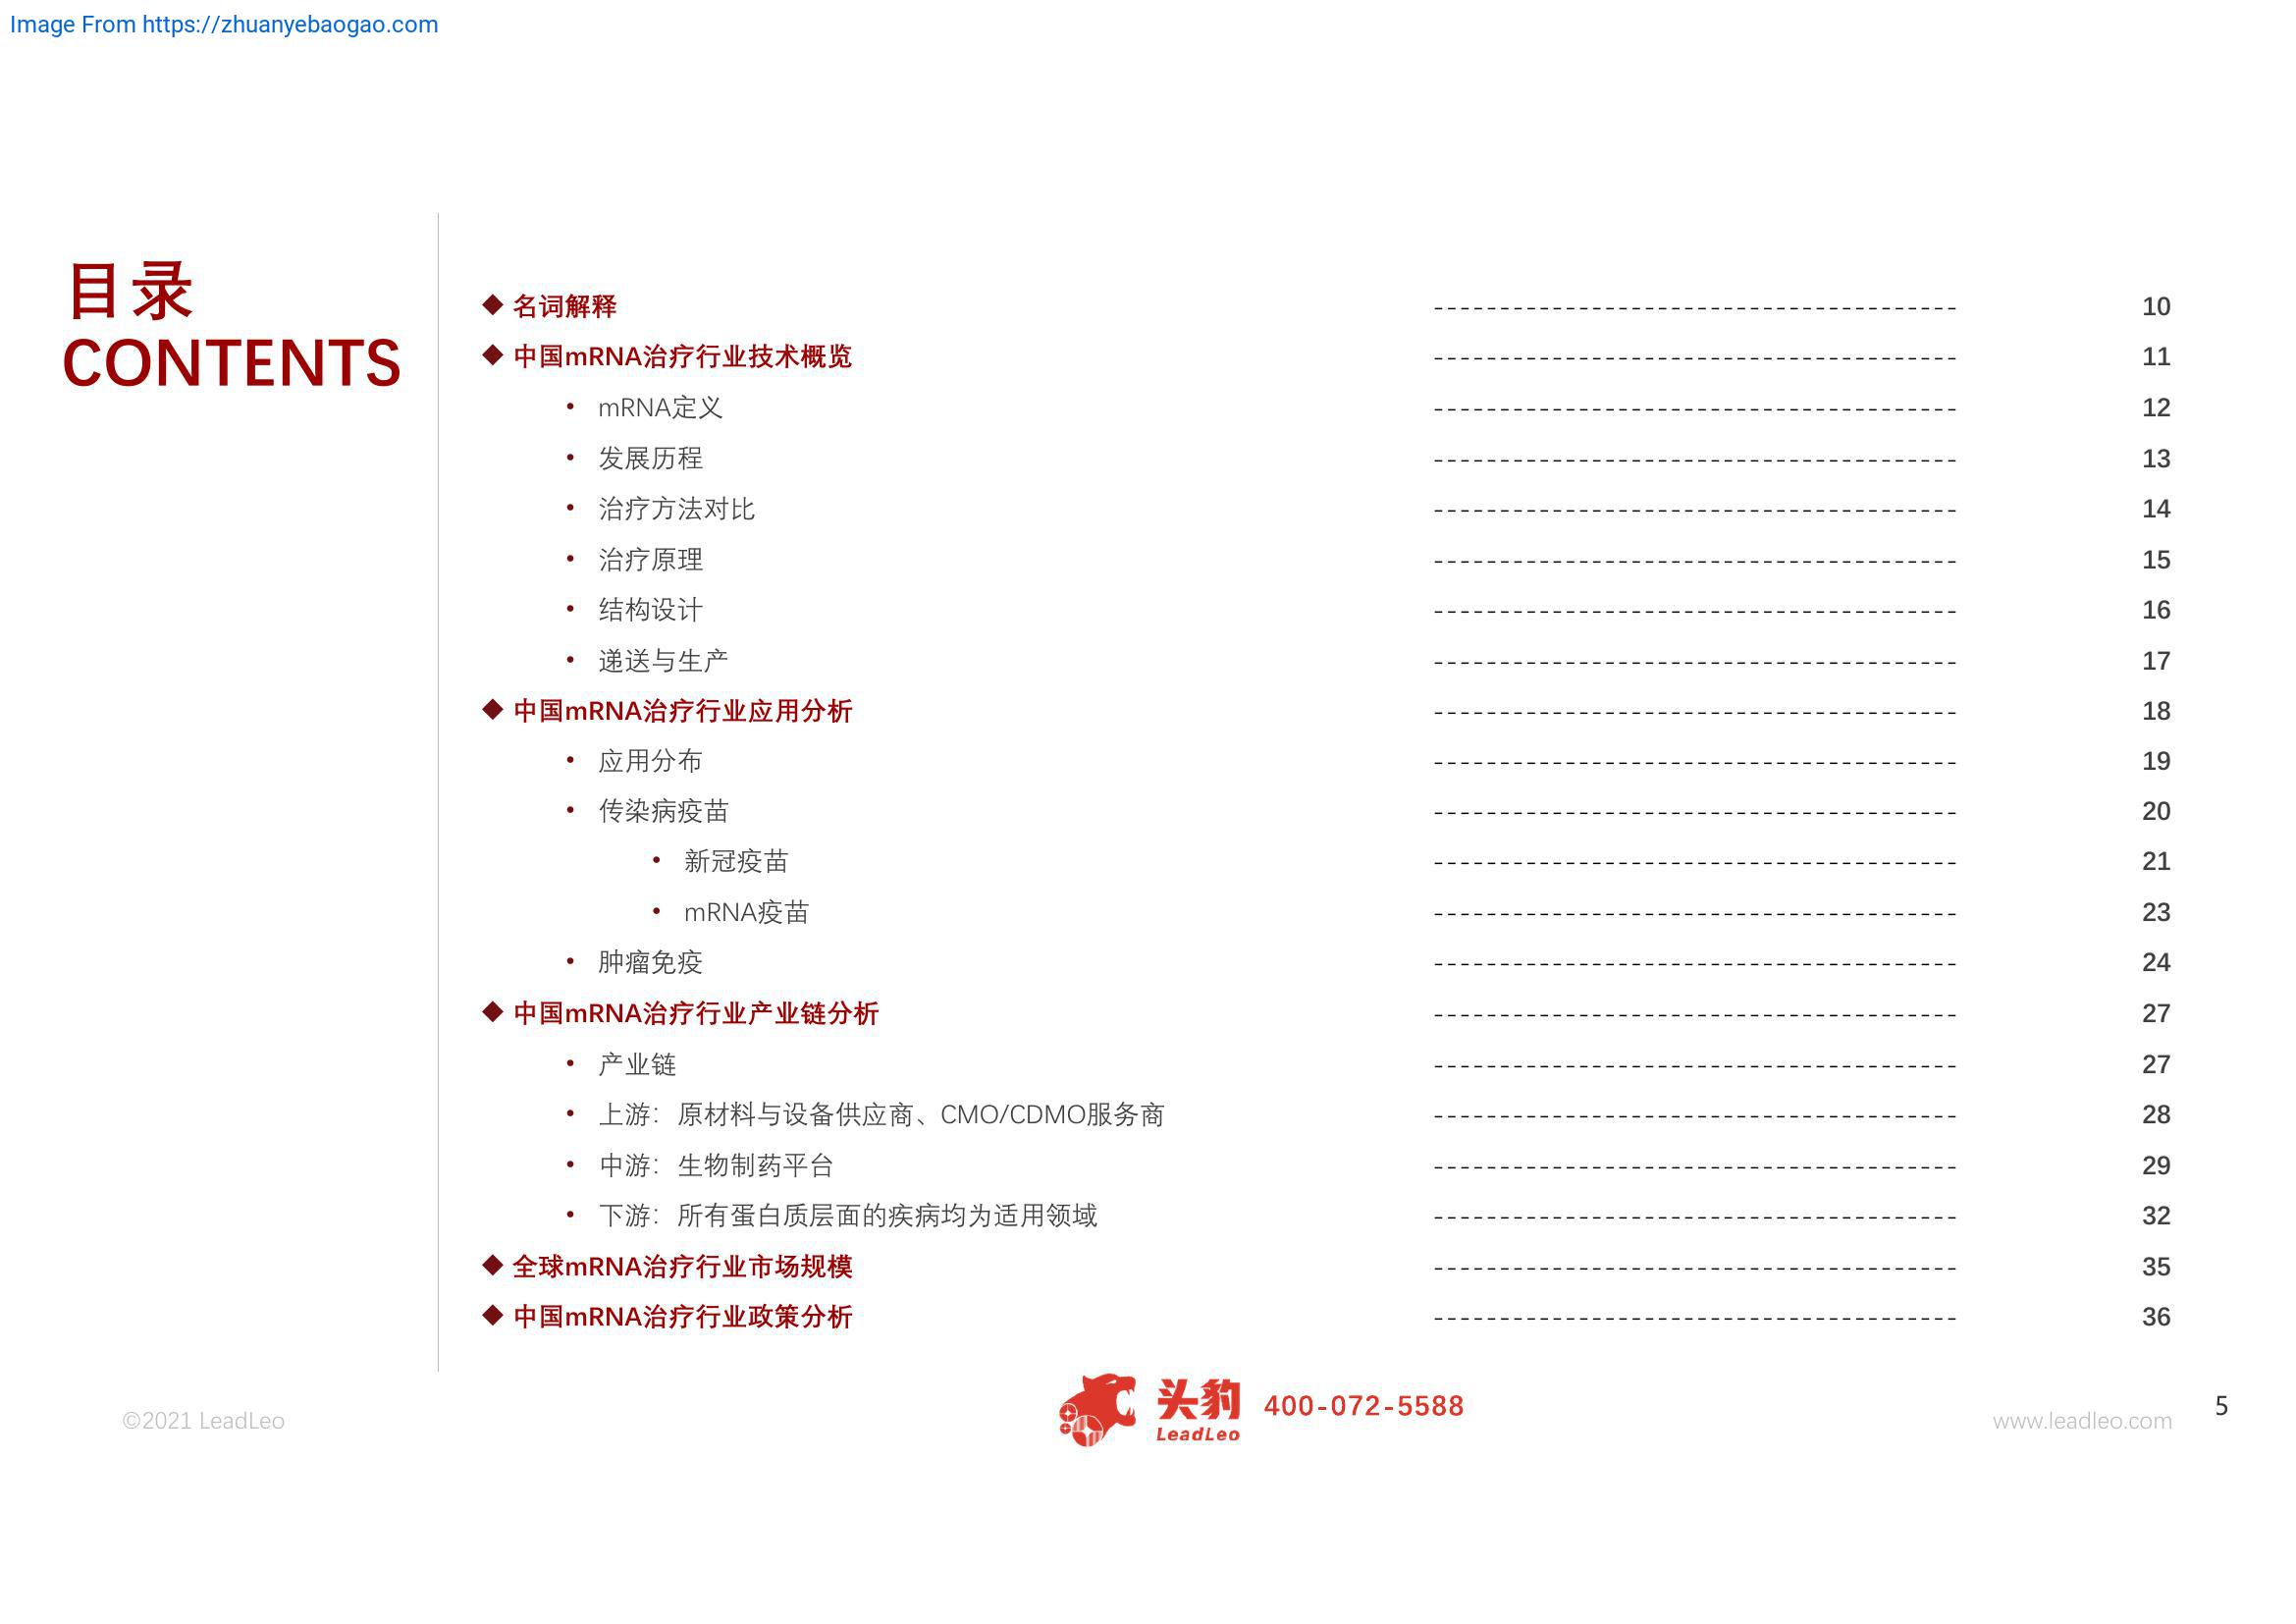 Image From https://zhuanyebaogao.com
目录
CONTENTS
◆ 名词解释 ---------------------------------------- 10
◆ 中国mRNA治疗行业技术概览 ---------------------------------------- 11
• mRNA定义 ---------------------------------------- 12
• 发展历程 ---------------------------------------- 13
• 治疗方法对比 ---------------------------------------- 14
• 治疗原理 ---------------------------------------- 15
• 结构设计 ---------------------------------------- 16
• 递送与生产 ---------------------------------------- 17
◆ 中国mRNA治疗行业应用分析 ---------------------------------------- 18
• 应用分布 ---------------------------------------- 19
• 传染病疫苗 ---------------------------------------- 20
• 新冠疫苗 ---------------------------------------- 21
• mRNA疫苗 ---------------------------------------- 23
• 肿瘤免疫 ---------------------------------------- 24
◆ 中国mRNA治疗行业产业链分析 ---------------------------------------- 27
• 产业链 ---------------------------------------- 27
• 上游：原材料与设备供应商、CMO/CDMO服务商 ---------------------------------------- 28
• 中游：生物制药平台 ---------------------------------------- 29
• 下游：所有蛋白质层面的疾病均为适用领域 ---------------------------------------- 32
◆ 全球mRNA治疗行业市场规模 ---------------------------------------- 35
◆ 中国mRNA治疗行业政策分析 ---------------------------------------- 36
©2021 LeadLeo
头豹
LeadLeo
400-072-5588
www.leadleo.com
5